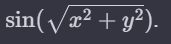 sin(√(x² + y²)).